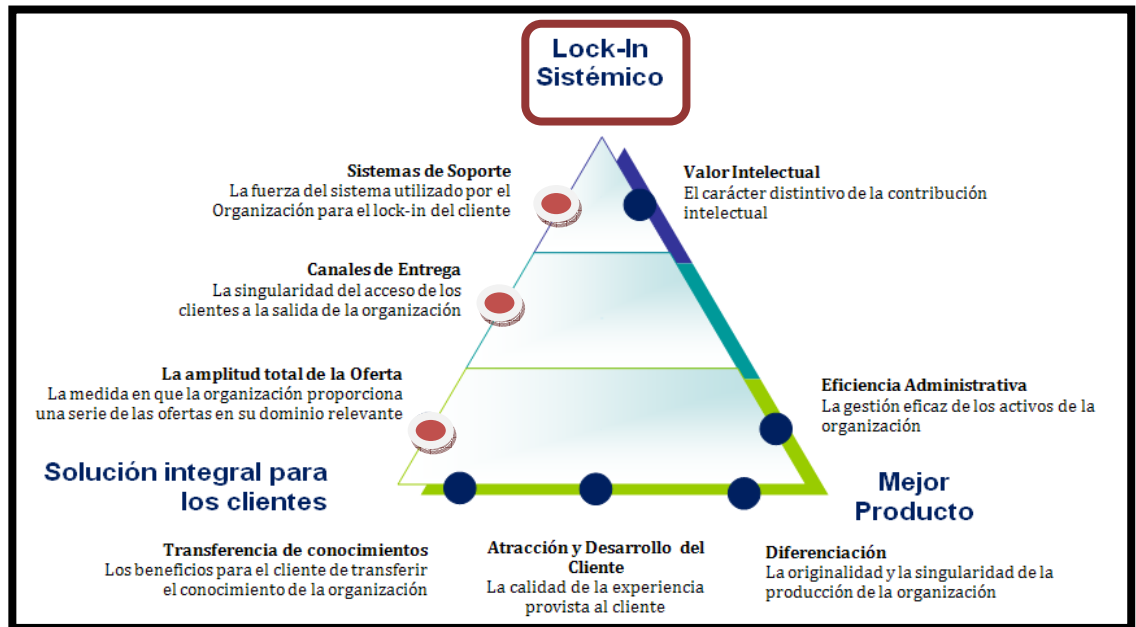 Lock-In
Sistémico
Sistemas de Soporte
La fuerza del sistema utilizado por el
Organización para el lock-in del cliente
Valor Intelectual
El carácter distintivo de la contribución
intelectual
Canales de Entrega
La singularidad del acceso de los
clientes a la salida de la organización
La amplitud total de la Oferta
La medida en que la organización proporciona
una serie de las ofertas en su dominio relevante
Eficiencia Administrativa
La gestión eficaz de los activos de la
organización
Solución integral para
los clientes
Mejor
Producto
Transferencia de conocimientos
Los beneficios para el cliente de transferir
el conocimiento de la organización
Atracción y Desarrollo del
Cliente
La calidad de la experiencia
provista al cliente
Diferenciación
La originalidad y la singularidad de la
producción de la organización